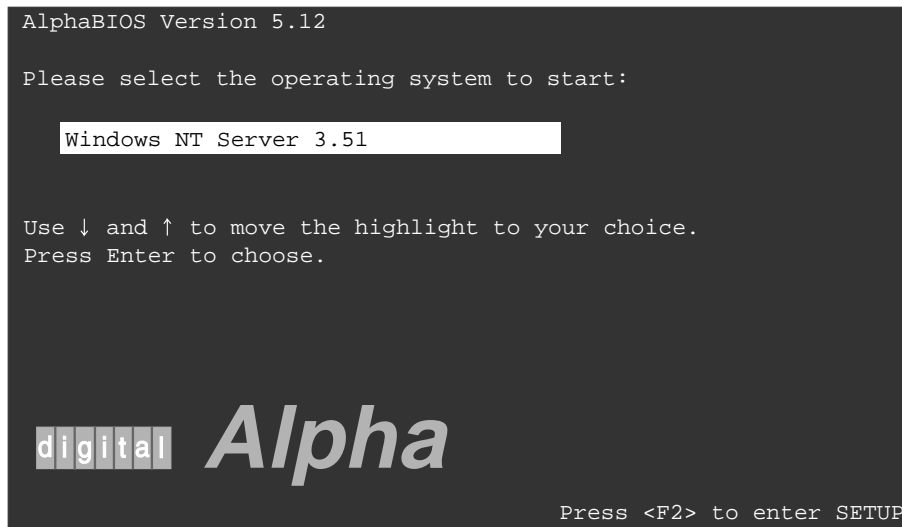 AlphaBIOS Version 5.12
Please select the operating system to start:
Windows NT Server 3.51
Use ↓ and ↑ to move the highlight to your choice.
Press Enter to choose.
digital Alpha
Press <F2> to enter SETUP